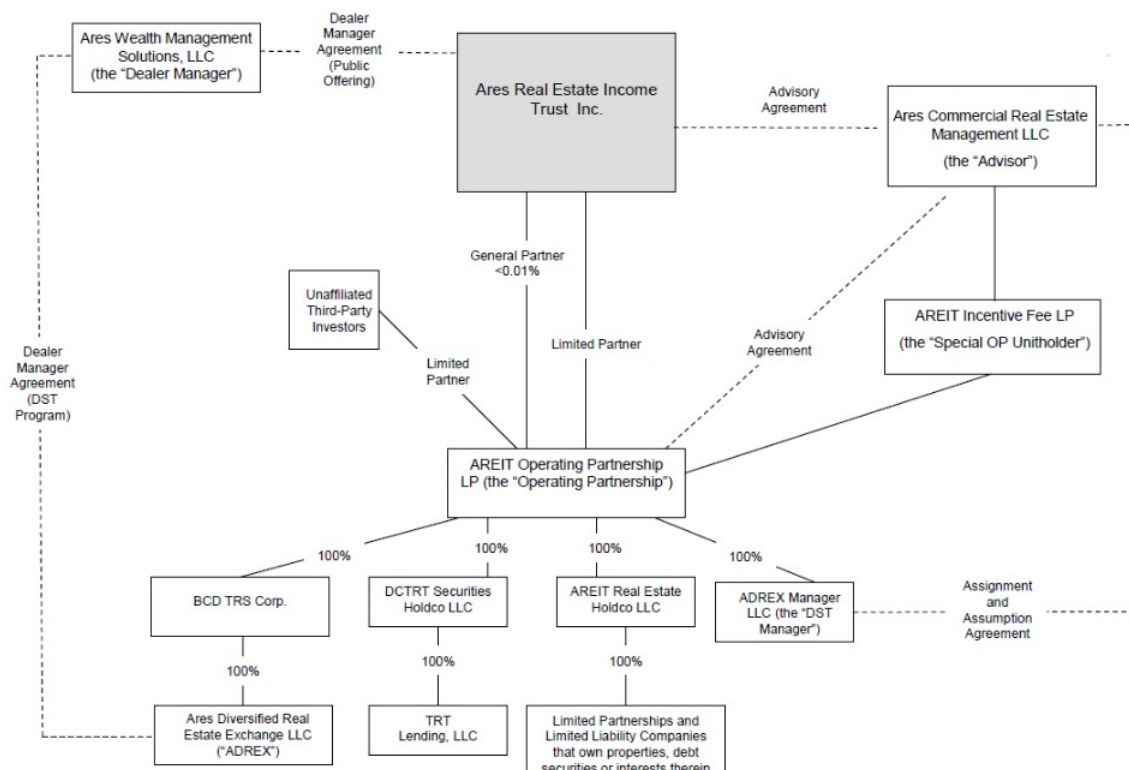 Ares Wealth Management
Solutions, LLC
(the “Dealer Manager”)
Dealer
Manager
Agreement
(Public
Offering)
Ares Real Estate Income
Trust Inc.
Advisory
Agreement
Ares Commercial Real Estate
Management LLC
(the “Advisor”)
General Partner
<0.01%
Unaffiliated
Third-Party
Investors
Limited
Partner
Limited Partner
Advisory
Agreement
AREIT Incentive Fee LP
(the “Special OP Unitholder”)
Dealer
Manager
Agreement
(DST
Program)
AREIT Operating Partnership
LP (the “Operating Partnership”)
100%
100%
100%
100%
BCD TRS Corp.
DCTRT Securities
Holdco LLC
AREIT Real Estate
Holdco LLC
ADREX Manager
LLC (the “DST
Manager”)
Assignment
and
Assumption
Agreement
100%
100%
100%
Ares Diversified Real
Estate Exchange LLC
(“ADREX”)
TRT
Lending, LLC
Limited Partnerships and
Limited Liability Companies
that own properties, debt
securities or interests therein